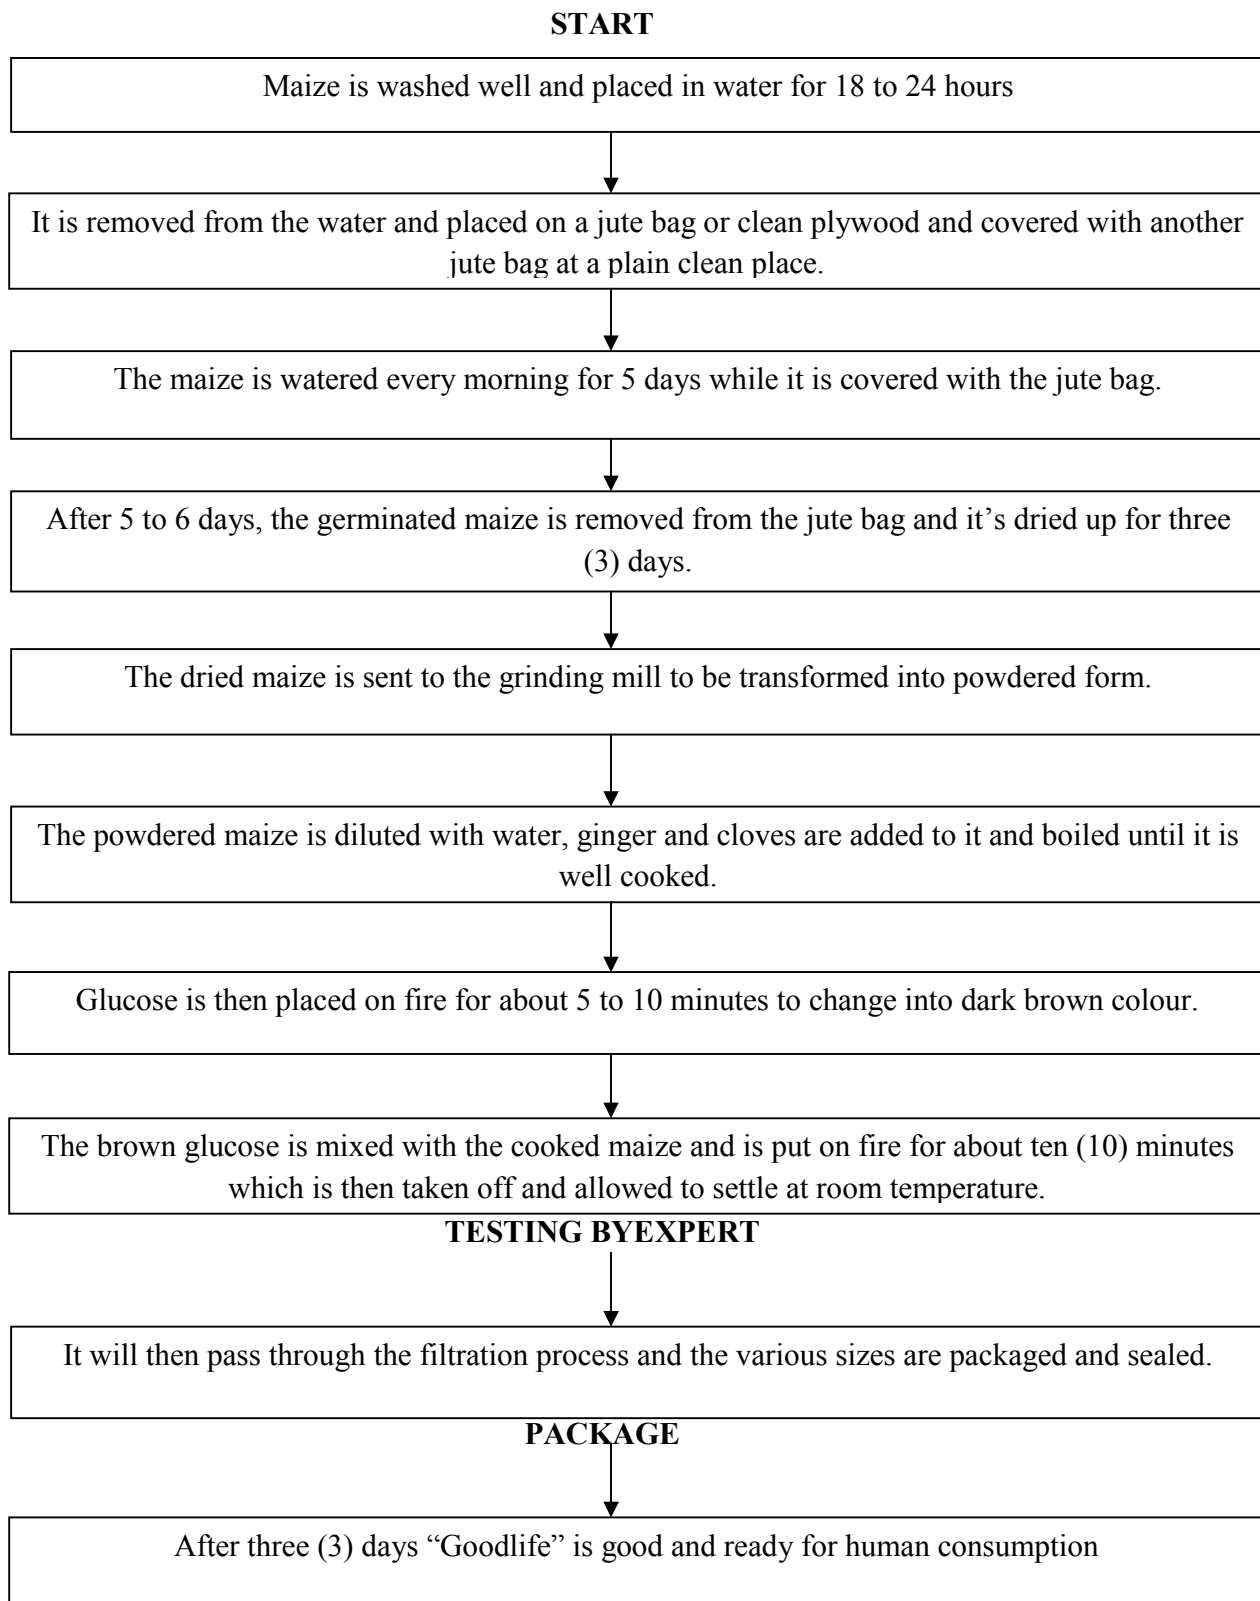 START
Maize is washed well and placed in water for 18 to 24 hours
It is removed from the water and placed on a jute bag or clean plywood and covered with another
jute bag at a plain clean place.
The maize is watered every morning for 5 days while it is covered with the jute bag.
After 5 to 6 days, the germinated maize is removed from the jute bag and it’s dried up for three
(3) days.
The dried maize is sent to the grinding mill to be transformed into powdered form.
The powdered maize is diluted with water, ginger and cloves are added to it and boiled until it is
well cooked.
Glucose is then placed on fire for about 5 to 10 minutes to change into dark brown colour.
The brown glucose is mixed with the cooked maize and is put on fire for about ten (10) minutes
which is then taken off and allowed to settle at room temperature.
TESTING BYEXPERT
It will then pass through the filtration process and the various sizes are packaged and sealed.
PACKAGE
After three (3) days “Goodlife” is good and ready for human consumption